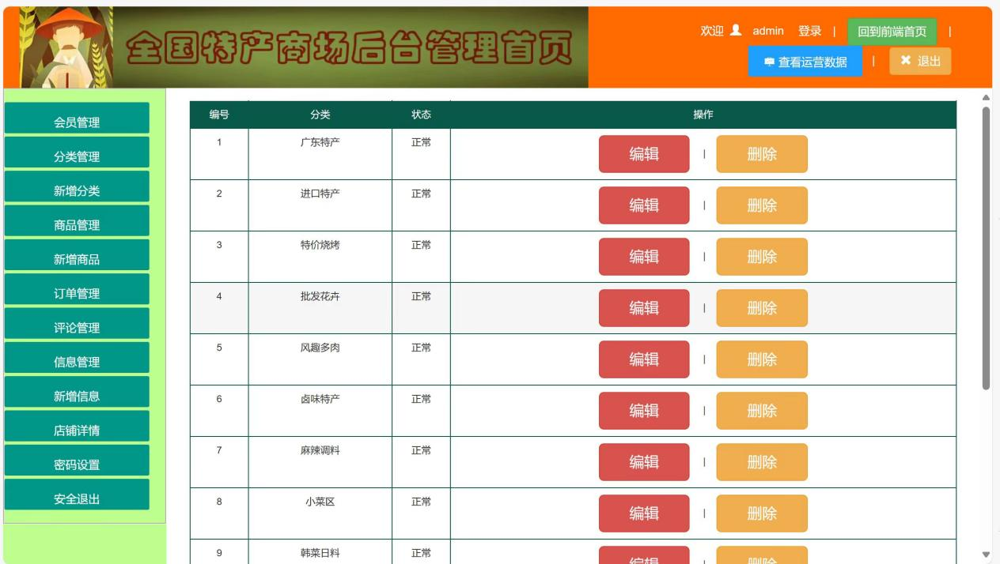 全国特产商场后台管理首页
欢迎 admin 登录 | 回到前端首页 |
查看运营数据 | 退出
会员管理
分类管理
新增分类
商品管理
新增商品
订单管理
评论管理
信息管理
新增信息
店铺详情
密码设置
安全退出
编号 分类 状态 操作
1 广东特产 正常 编辑 | 删除
2 进口特产 正常 编辑 | 删除
3 特价烧烤 正常 编辑 | 删除
4 批发花卉 正常 编辑 | 删除
5 风趣多肉 正常 编辑 | 删除
6 卤味特产 正常 编辑 | 删除
7 麻辣调料 正常 编辑 | 删除
8 小菜区 正常 编辑 | 删除
9 韩菜日料 正常 编辑 | 删除